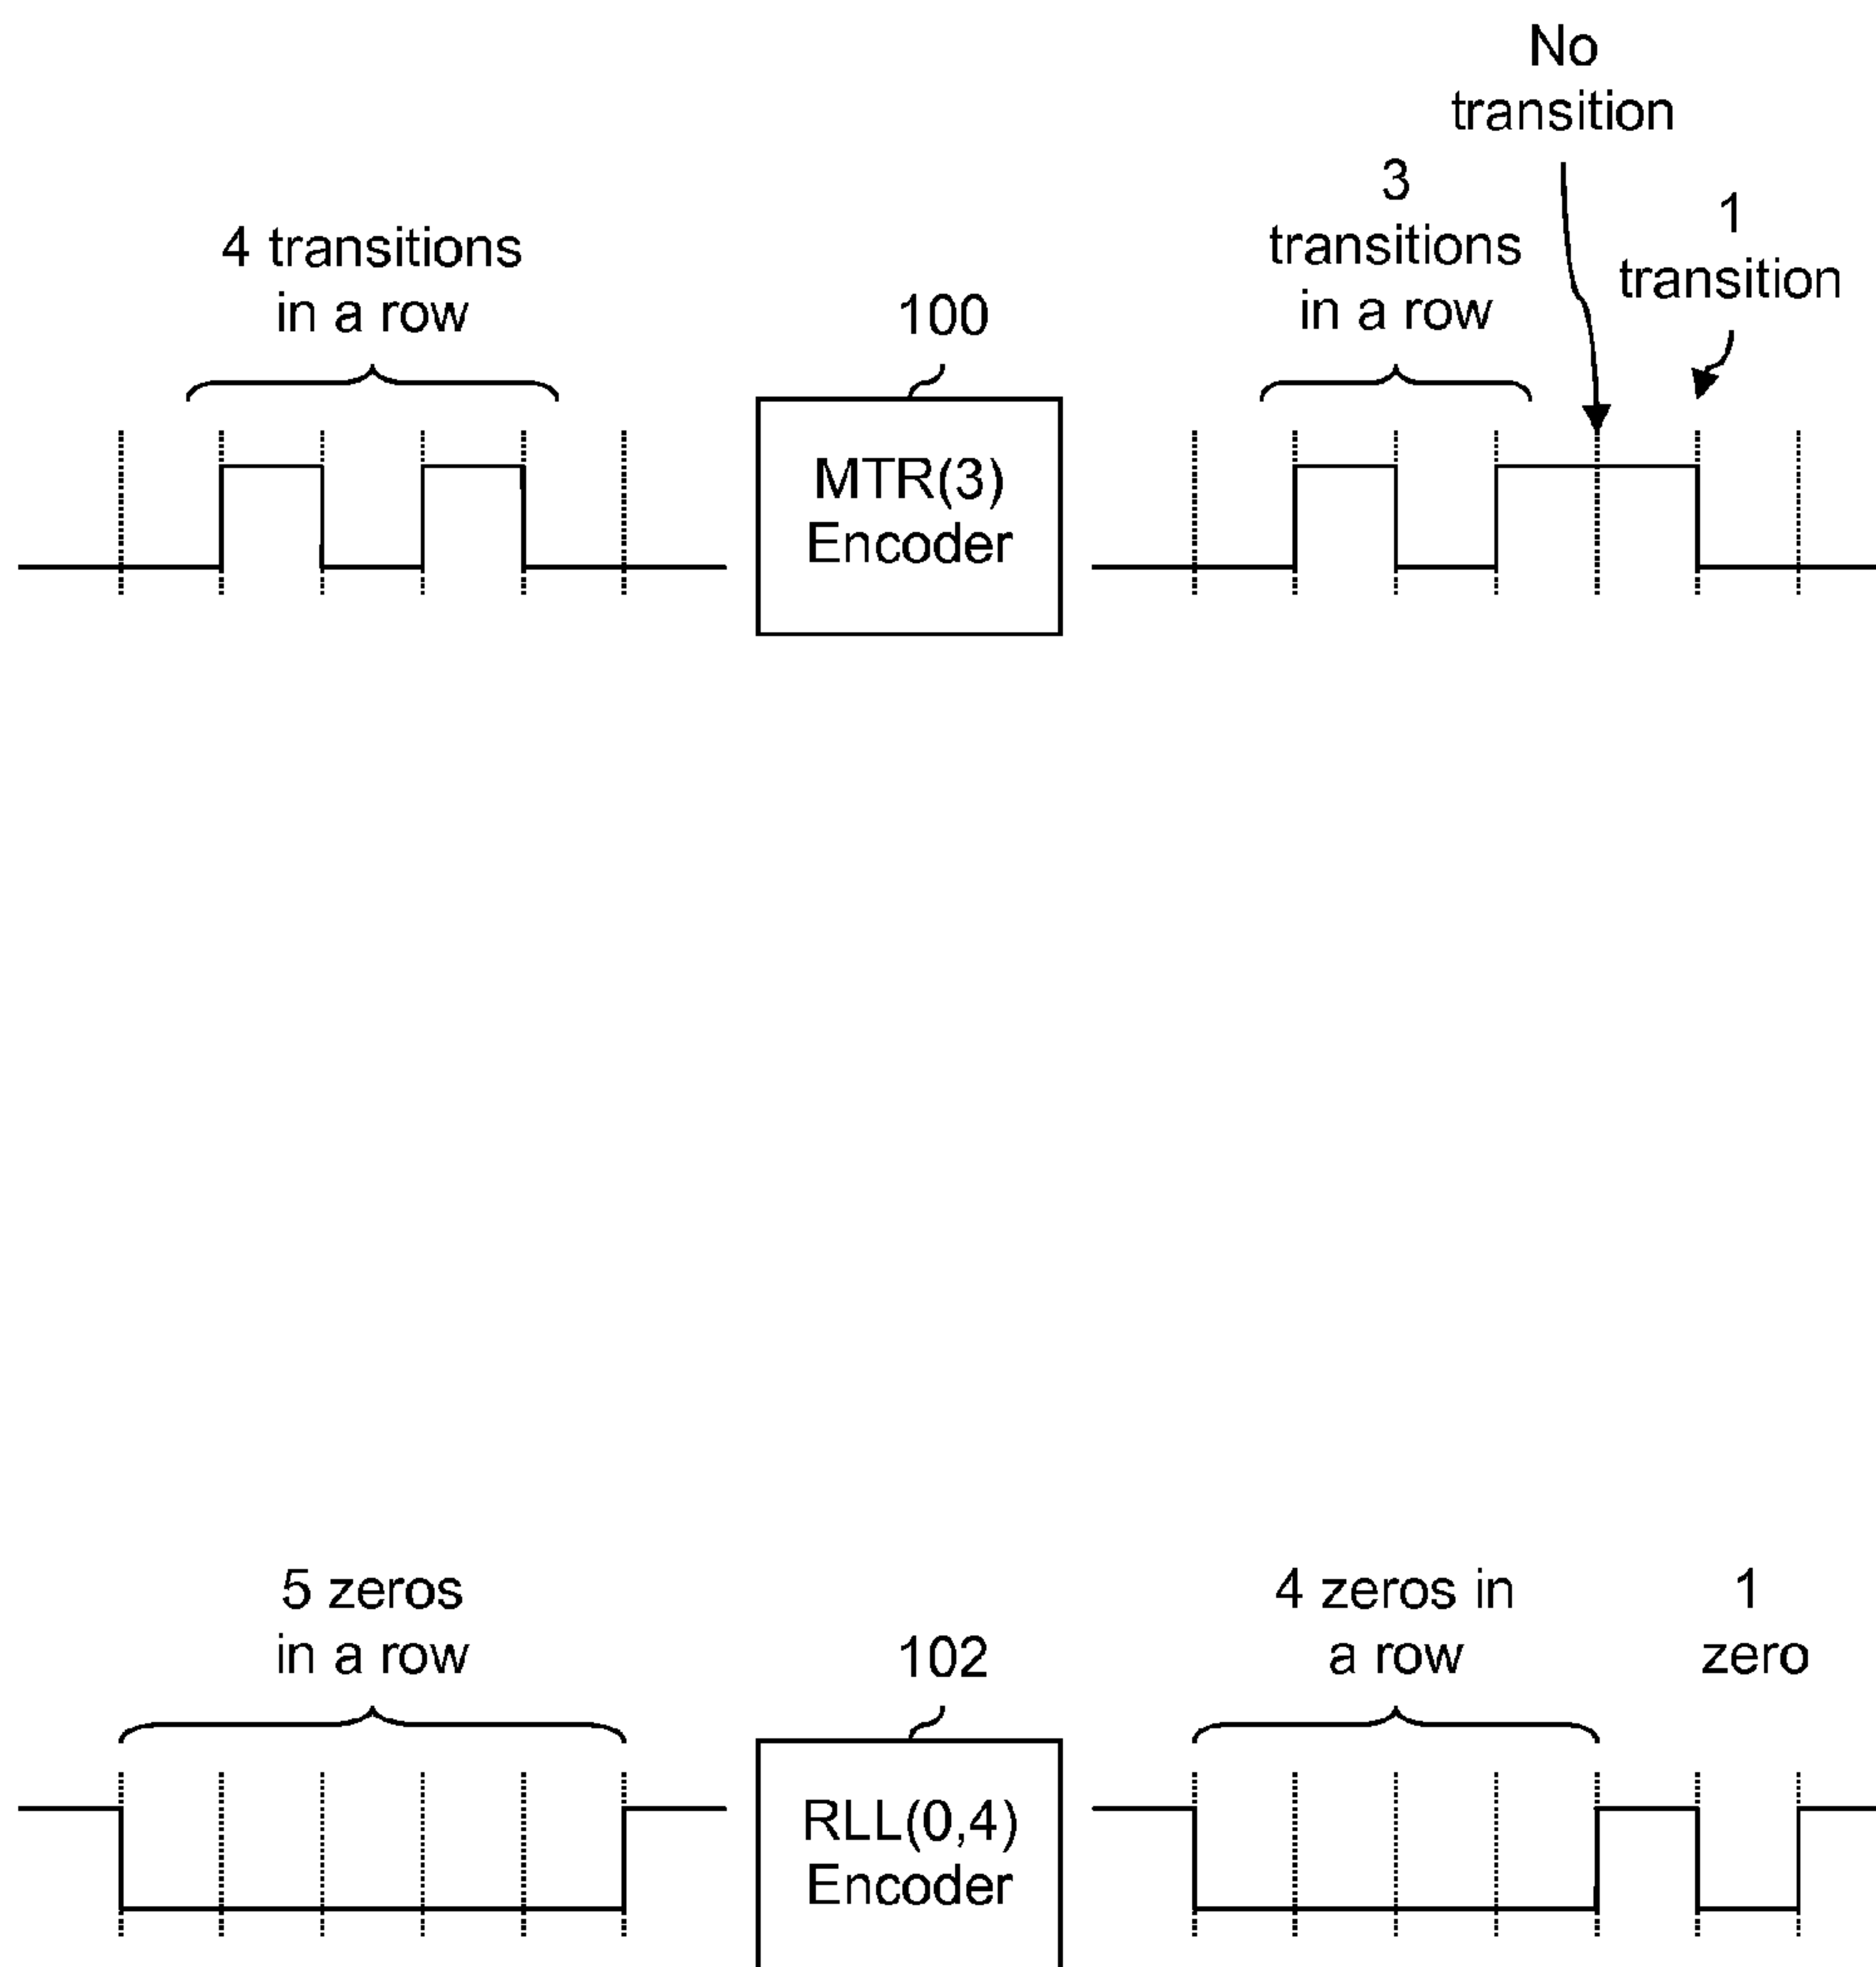 No
transition
3
transitions
in a row
1
transition
4 transitions
in a row
100
MTR(3)
Encoder
5 zeros
in a row
102
4 zeros in
a row
1
zero
RLL(0,4)
Encoder